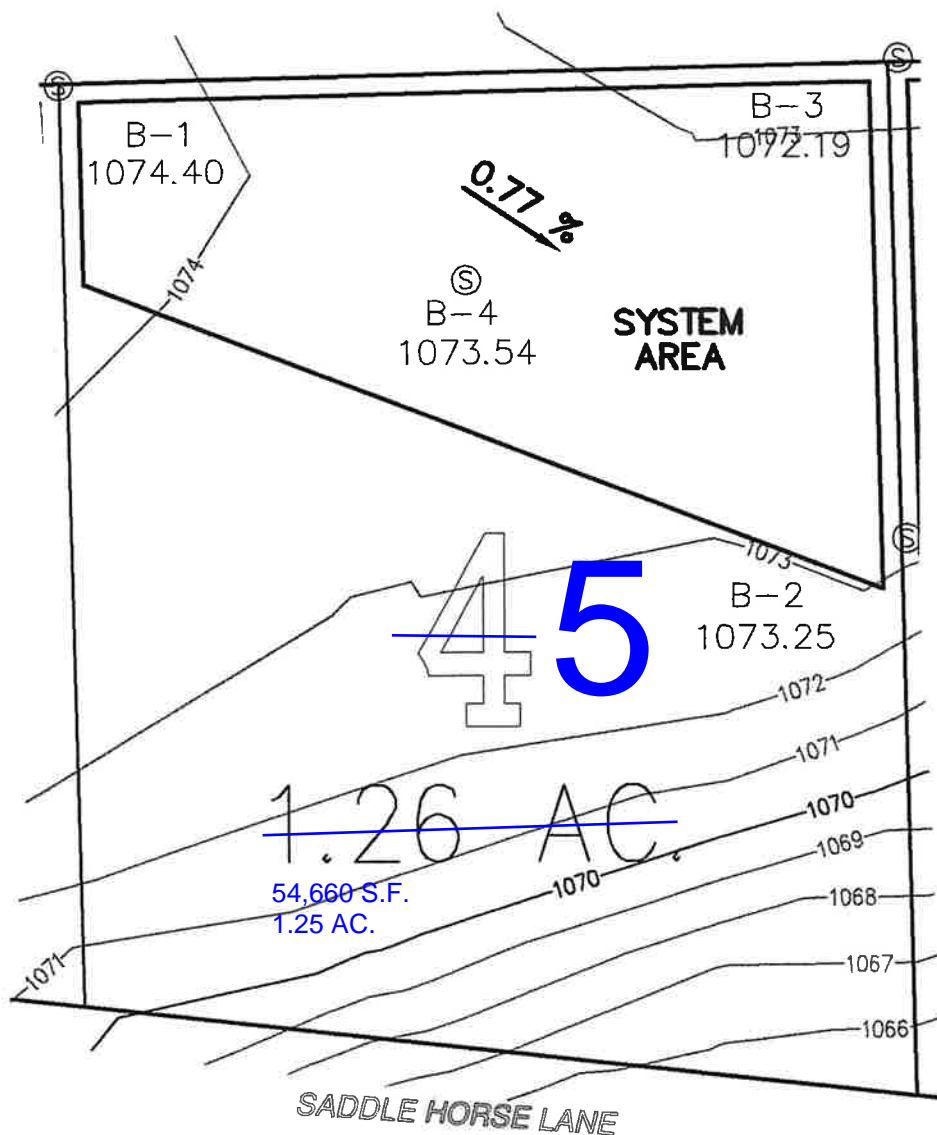 S
S
B-1
1074.40
B-3
1073
1072.19
0.77 %
1074
S
B-4
1073.54
SYSTEM
AREA
S
1073
4
5
B-2
1073.25
1072
1071
1.26 AC.
1070
1069
1070
1068
54,660 S.F.
1.25 AC.
1071
1067
1066
SADDLE HORSE LANE